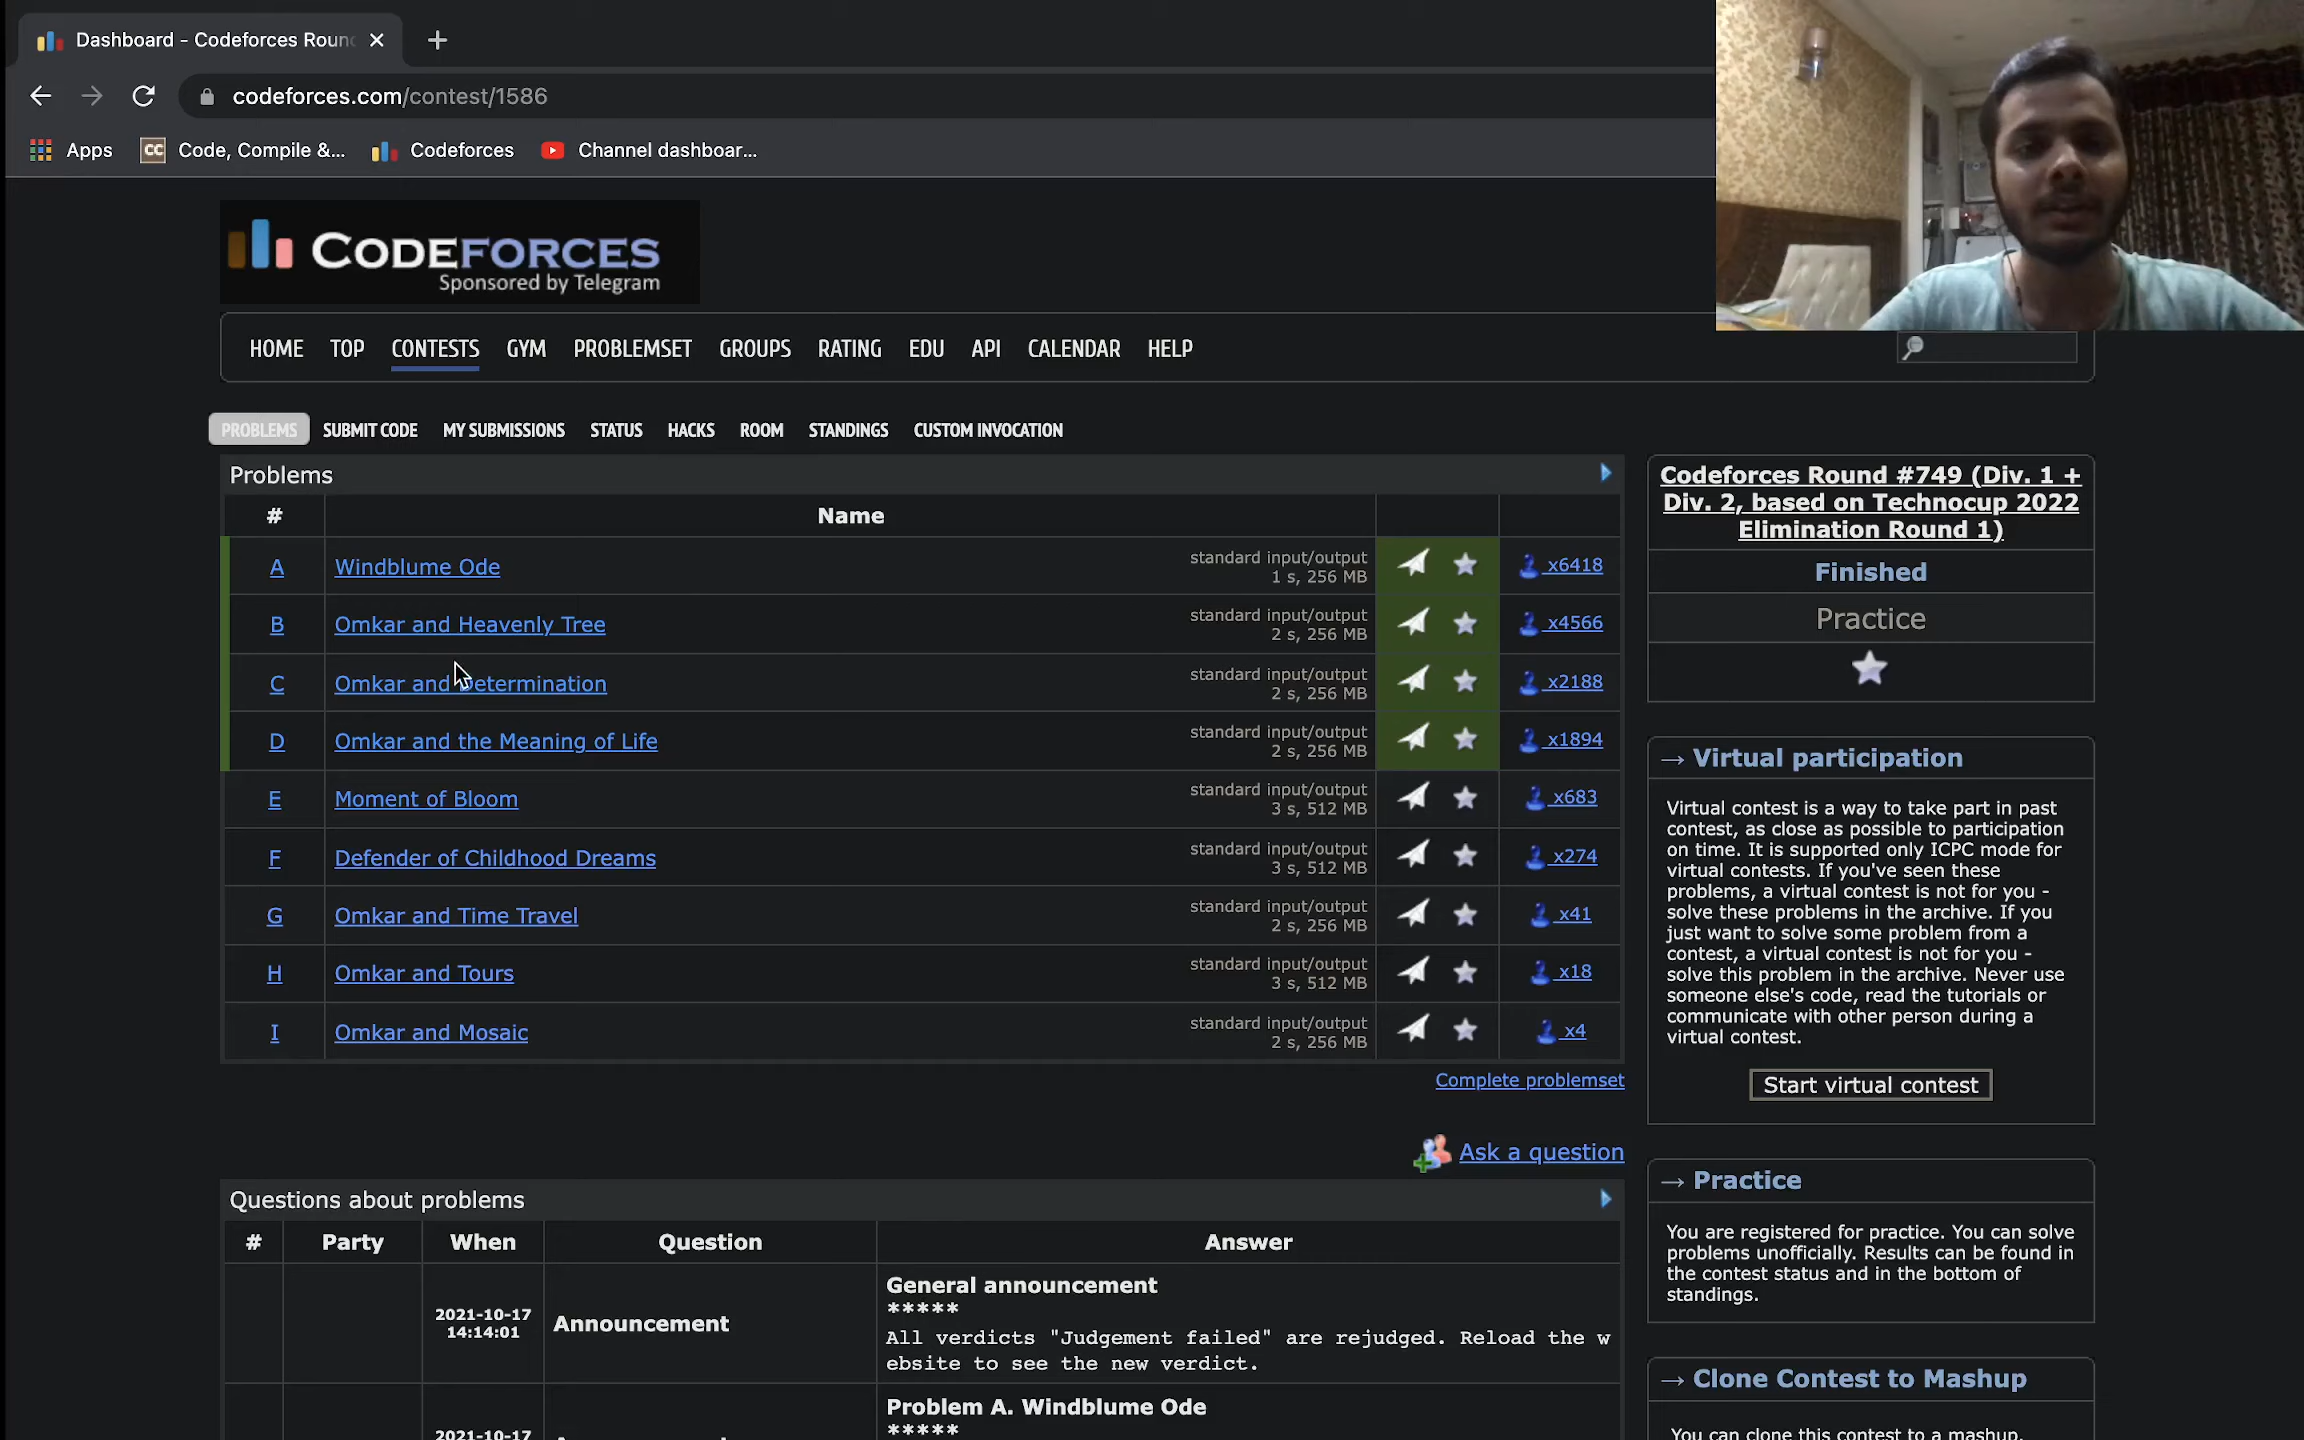 Dashboard - Codeforces Roun
codeforces.com/contest/1586
Apps
CC
Code, Compile &...
Codeforces
Channel dashboar...
CODEFORCES
Sponsored by Telegram
HOME TOP CONTESTS GYM PROBLEMSET GROUPS RATING EDU API CALENDAR HELP
PROBLEMS SUBMIT CODE MY SUBMISSIONS STATUS HACKS ROOM STANDINGS CUSTOM INVOCATION
Problems
# Name
A Windblume Ode standard input/output
1 s, 256 MB
x6418
B Omkar and Heavenly Tree standard input/output
2 s, 256 MB
x4566
C Omkar and Determination standard input/output
2 s, 256 MB
x2188
D Omkar and the Meaning of Life standard input/output
2 s, 256 MB
x1894
E Moment of Bloom standard input/output
3 s, 512 MB
x683
F Defender of Childhood Dreams standard input/output
3 s, 512 MB
x274
G Omkar and Time Travel standard input/output
2 s, 256 MB
x41
H Omkar and Tours standard input/output
3 s, 512 MB
x18
I Omkar and Mosaic standard input/output
2 s, 256 MB
x4
Complete problemset
Ask a question
Questions about problems
# Party When Question Answer
2021-10-17
14:14:01
Announcement
General announcement
*****
All verdicts "Judgement failed" are rejudged. Reload the w
ebsite to see the new verdict.
2021-10-17
Problem A. Windblume Ode
*****
Codeforces Round #749 (Div. 1 +
Div. 2, based on Technocup 2022
Elimination Round 1)
Finished
Practice
→ Virtual participation
Virtual contest is a way to take part in past
contest, as close as possible to participation
on time. It is supported only ICPC mode for
virtual contests. If you've seen these
problems, a virtual contest is not for you -
solve these problems in the archive. If you
just want to solve some problem from a
contest, a virtual contest is not for you -
solve this problem in the archive. Never use
someone else's code, read the tutorials or
communicate with other person during a
virtual contest.
Start virtual contest
→ Practice
You are registered for practice. You can solve
problems unofficially. Results can be found in
the contest status and in the bottom of
standings.
→ Clone Contest to Mashup
You can clone this contest to a mashup.